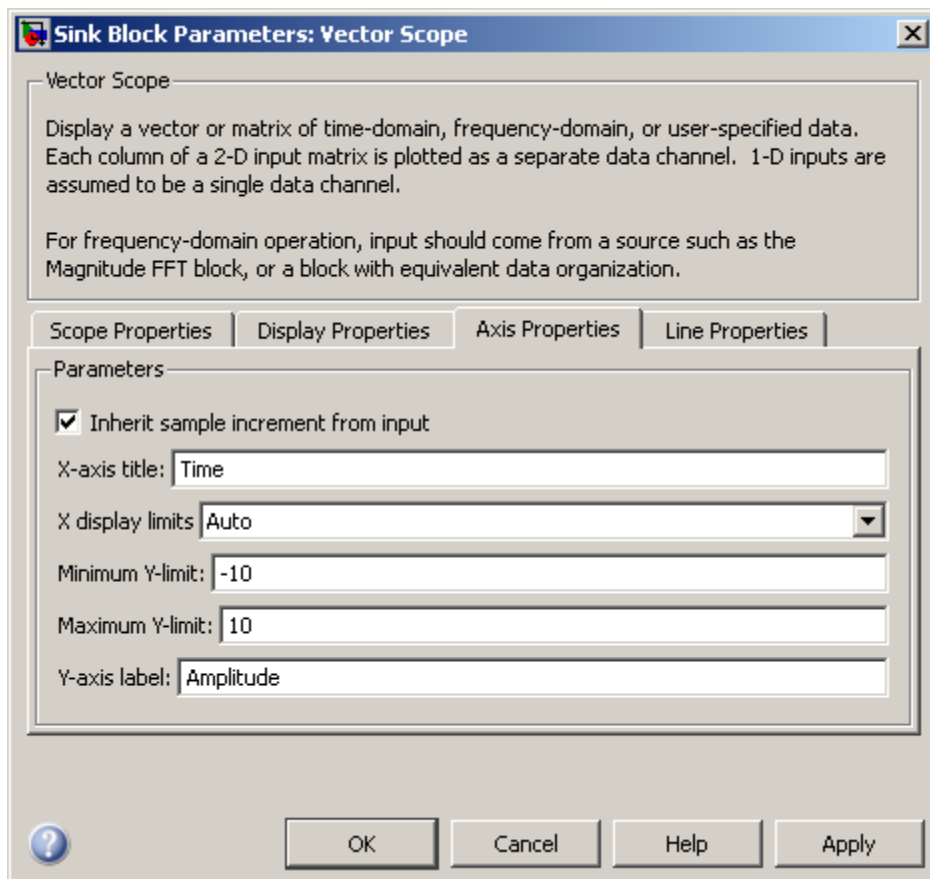 Sink Block Parameters: Vector Scope
Vector Scope
Display a vector or matrix of time-domain, frequency-domain, or user-specified data.
Each column of a 2-D input matrix is plotted as a separate data channel.  1-D inputs are
assumed to be a single data channel.
For frequency-domain operation, input should come from a source such as the
Magnitude FFT block, or a block with equivalent data organization.
Scope Properties Display Properties Axis Properties Line Properties
Parameters
Inherit sample increment from input
X-axis title: Time
X display limits Auto
Minimum Y-limit: -10
Maximum Y-limit: 10
Y-axis label: Amplitude
? OK Cancel Help Apply